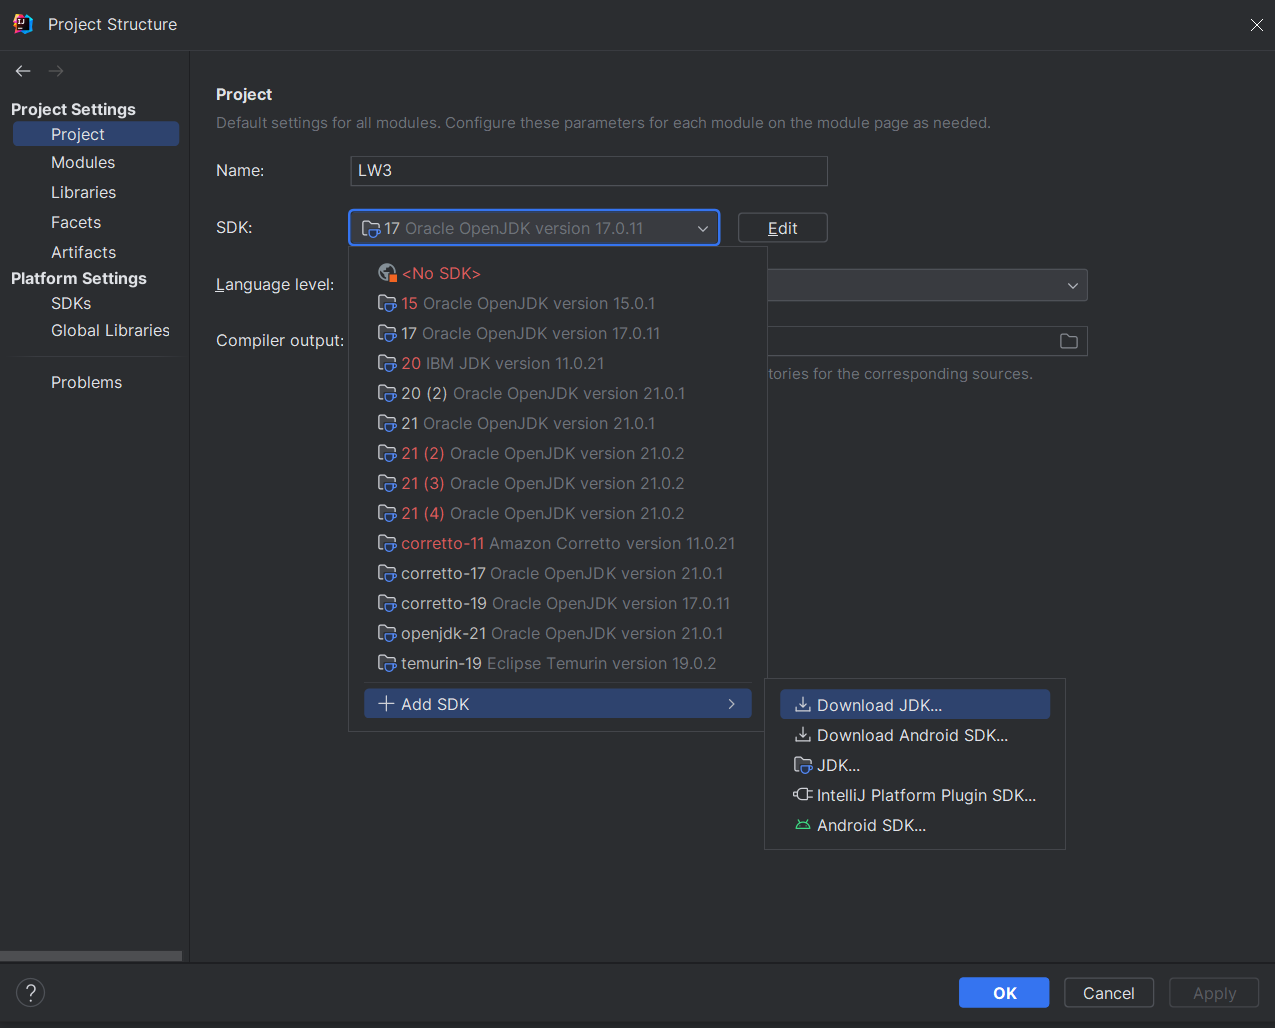 Project Structure
Project Settings
Project
Modules
Libraries
Facets
Artifacts
Platform Settings
SDKs
Global Libraries
Problems
Project
Default settings for all modules. Configure these parameters for each module on the module page as needed.
Name: LW3
SDK: 17 Oracle OpenJDK version 17.0.11 Edit
<No SDK>
Language level:
15 Oracle OpenJDK version 15.0.1
17 Oracle OpenJDK version 17.0.11
Compiler output:
20 IBM JDK version 11.0.21
tories for the corresponding sources.
20 (2) Oracle OpenJDK version 21.0.1
21 Oracle OpenJDK version 21.0.1
21 (2) Oracle OpenJDK version 21.0.2
21 (3) Oracle OpenJDK version 21.0.2
21 (4) Oracle OpenJDK version 21.0.2
corretto-11 Amazon Corretto version 11.0.21
corretto-17 Oracle OpenJDK version 21.0.1
corretto-19 Oracle OpenJDK version 17.0.11
openjdk-21 Oracle OpenJDK version 21.0.1
temurin-19 Eclipse Temurin version 19.0.2
Add SDK
Download JDK...
Download Android SDK...
JDK...
IntelliJ Platform Plugin SDK...
Android SDK...
? OK Cancel Apply